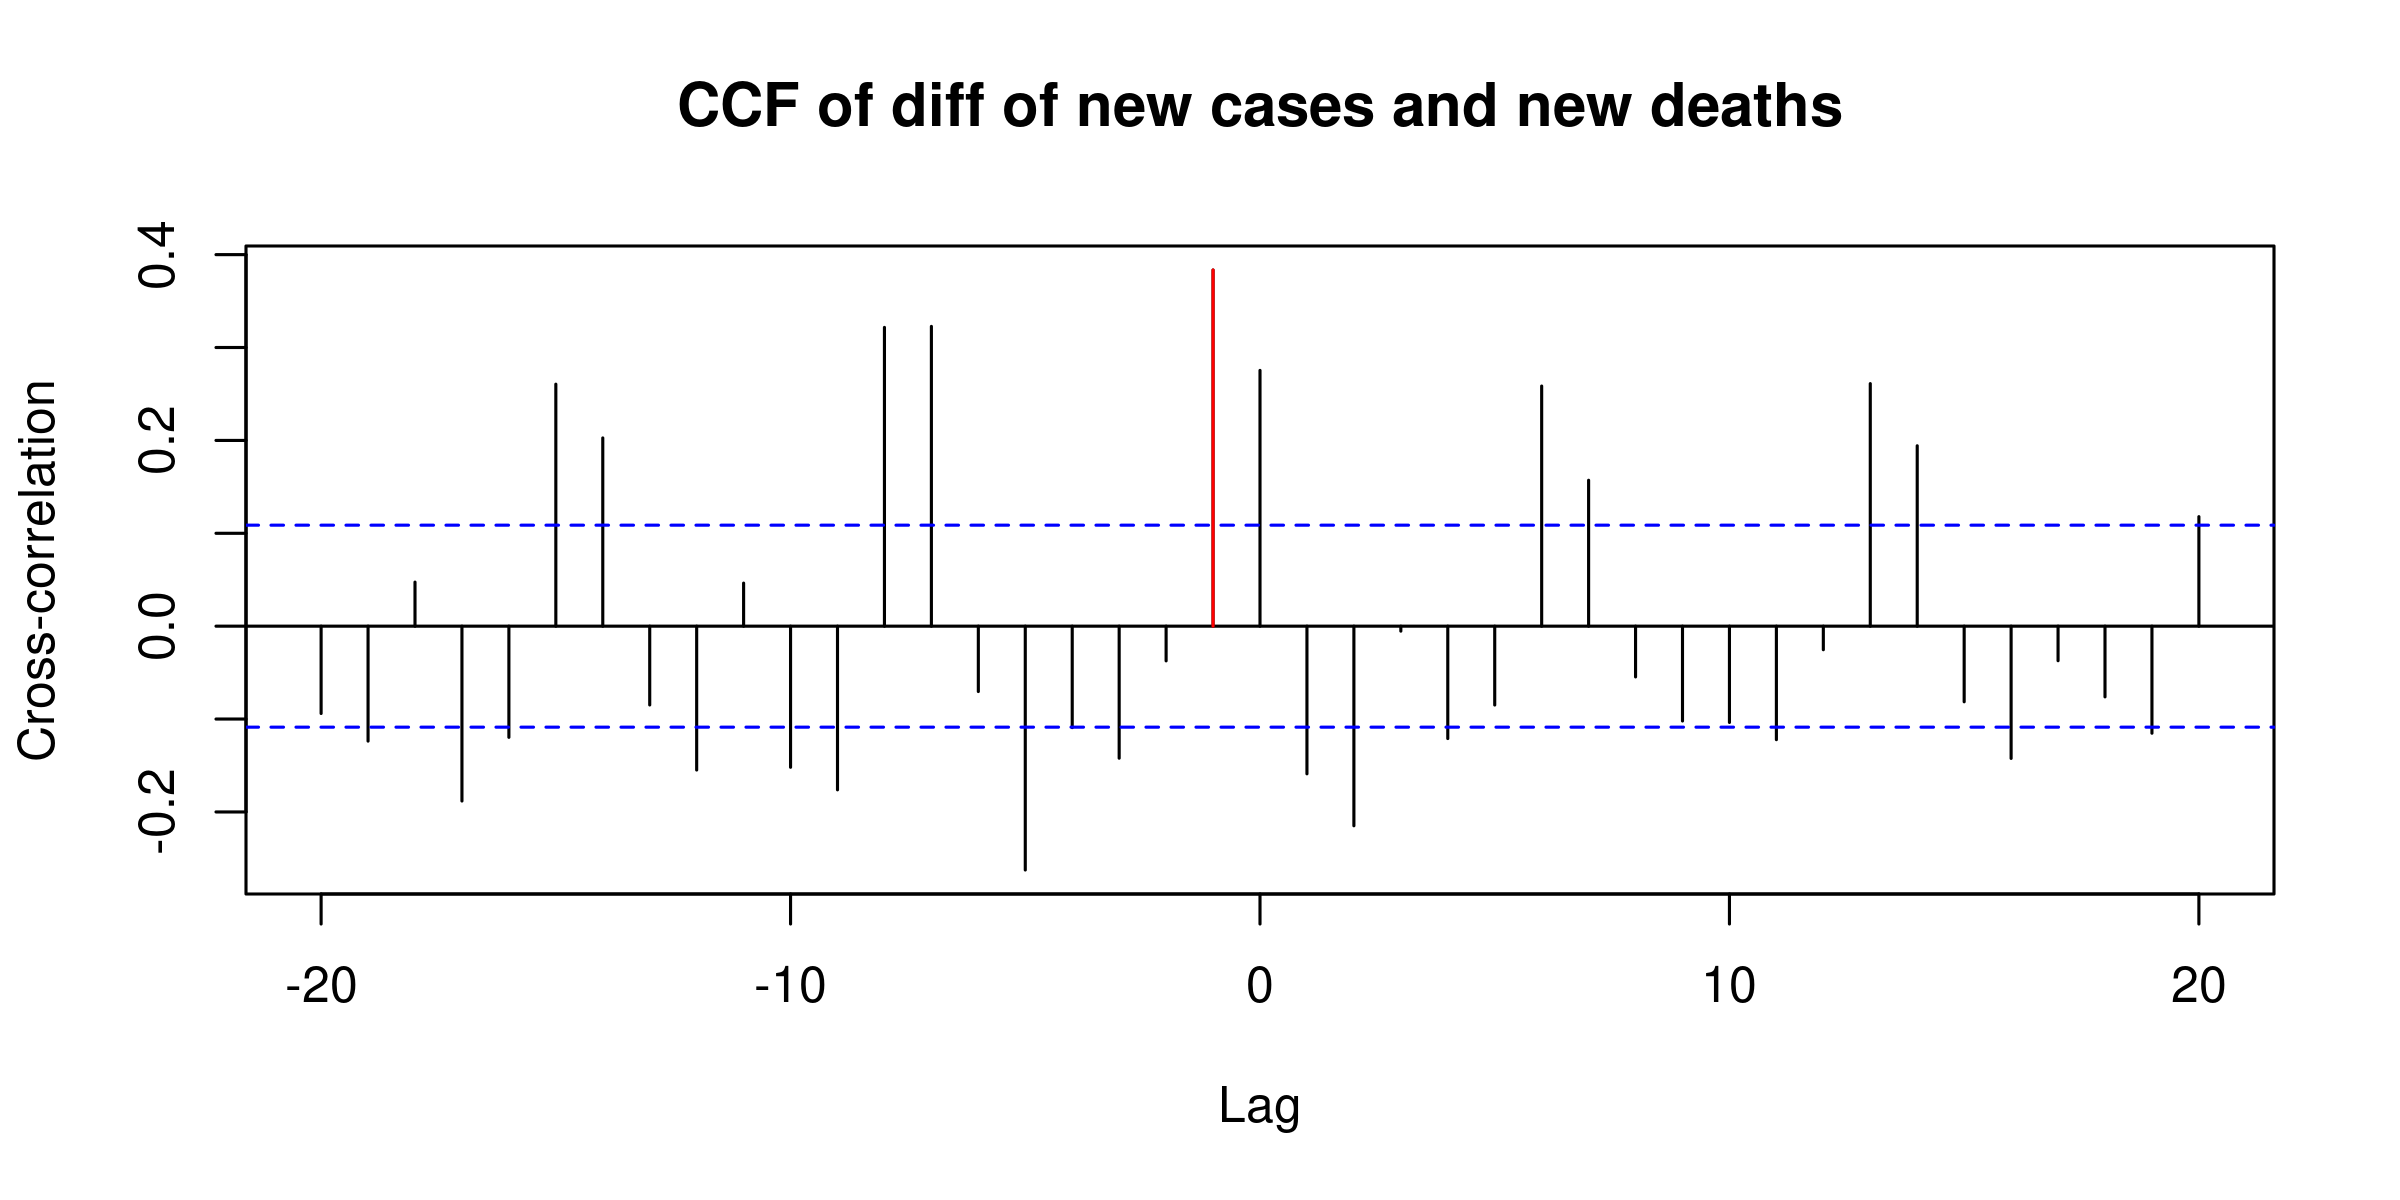 CCF of diff of new cases and new deaths
Cross-correlation
0.4
0.2
0.0
-0.2
-20 -10 0 10 20
Lag